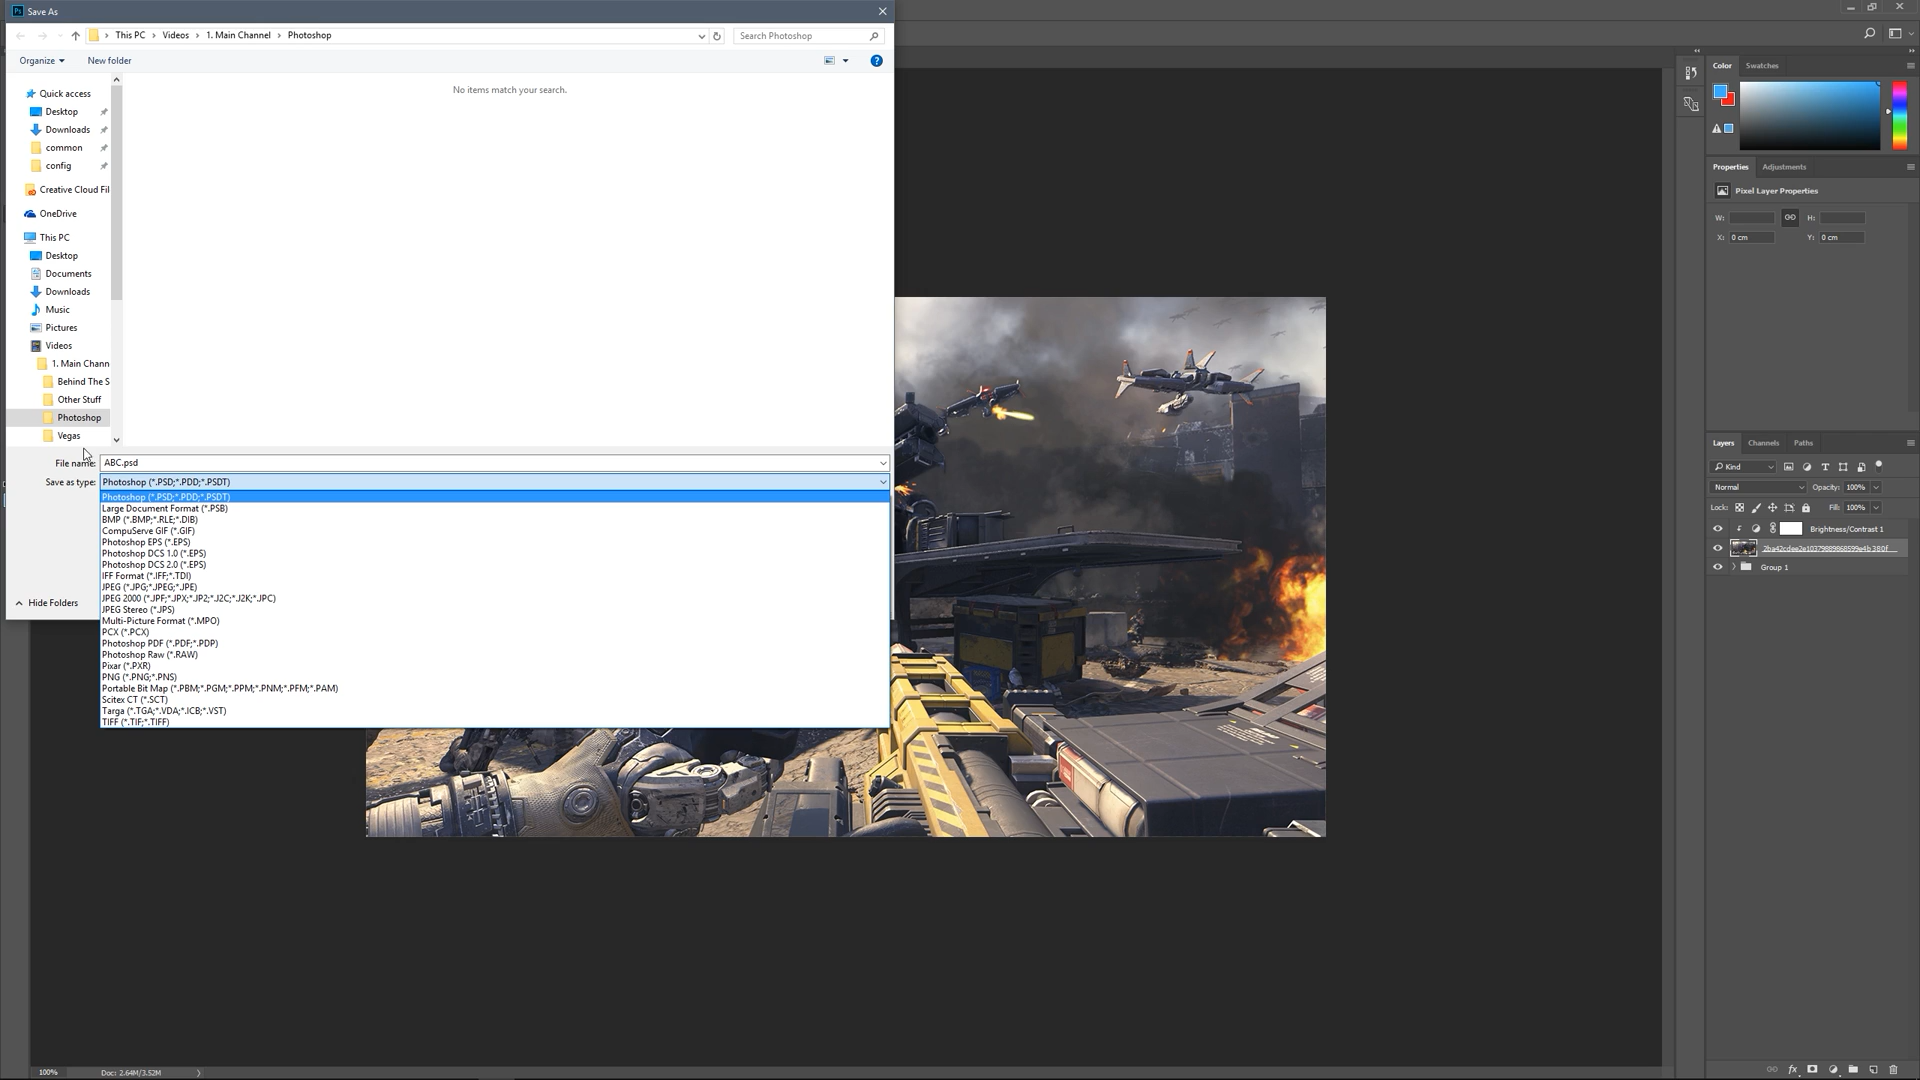 Save As
This PC > Videos > 1. Main Channel > Photoshop
Search Photoshop
Organize
New folder
No items match your search.
Quick access
Desktop
Downloads
common
config
Creative Cloud Fil
OneDrive
This PC
Desktop
Documents
Downloads
Music
Pictures
Videos
1. Main Chann
Behind The S
Other Stuff
Photoshop
Vegas
File name: ABC.psd
Save as type: Photoshop (*.PSD;*.PDD;*.PSDT)
Photoshop (*.PSD;*.PDD;*.PSDT)
Large Document Format (*.PSB)
BMP (*.BMP;*.RLE;*.DIB)
CompuServe GIF (*.GIF)
Photoshop EPS (*.EPS)
Photoshop DCS 1.0 (*.EPS)
Photoshop DCS 2.0 (*.EPS)
IFF Format (*.IFF;*.TDI)
JPEG (*.JPG;*.JPEG;*.JPE)
JPEG 2000 (*.JPF;*.JPX;*.JP2;*.J2C;*.J2K;*.JPC)
JPEG Stereo (*.JPS)
Multi-Picture Format (*.MPO)
PCX (*.PCX)
Photoshop PDF (*.PDF;*.PDP)
Photoshop Raw (*.RAW)
Pixar (*.PXR)
PNG (*.PNG;*.PNS)
Portable Bit Map (*.PBM;*.PGM;*.PPM;*.PNM;*.PFM;*.PAM)
Scitex CT (*.SCT)
Targa (*.TGA;*.VDA;*.ICB;*.VST)
TIFF (*.TIF;*.TIFF)
Hide Folders
Color Swatches
Properties Adjustments
Pixel Layer Properties
W: H:
X: 0 cm Y: 0 cm
Layers Channels Paths
Kind
Normal Opacity: 100%
Lock: Fill: 100%
Brightness/Contrast 1
Group 1
fx
100% Doc: 2.64M/3.52M